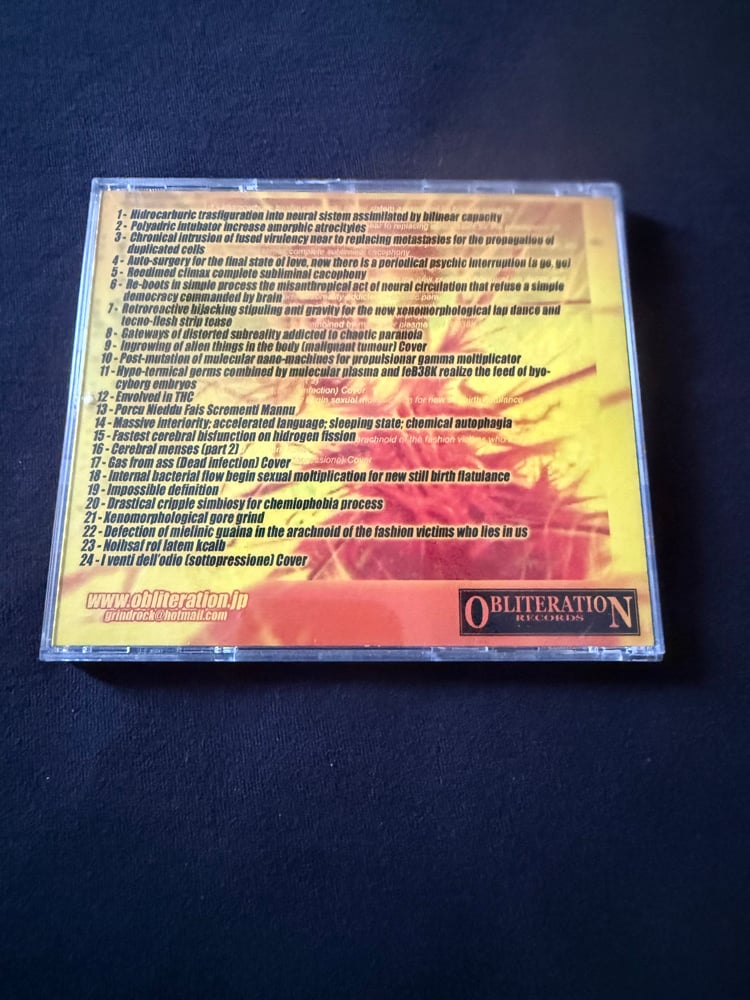 1 - Hidrocarburic trasfiguration into neural sistem assimilated by bilinear capacity
2 - Polyadric intubator increase amorphic atrocityies
3 - Chronical intrusion of fused virulency near to replacing metastasies for the propagation of
duplicated cells
4 - Auto-surgery for the final state of love, now there is a periodical psychic interruption (a go, go)
5 - Reodimed climax complete subliminal cacophony
6 - Re-boots in simple process the misanthropical act of neural circulation that refuse a simple
democracy commanded by brain
7 - Retroreactive bijacking stipuling anti gravity for the new xenomorphological lap dance and
tecno-flesh strip tease
8 - Gateways of distorted subreality addicted to chaotic paranoia
9 - Ingrowing of alien things in the body (malignant tumour) Cover
10 - Post-mutation of molecular nano-machines for propulsionar gamma moltiplicator
11 - Hypo-termical germs combined by molecular plasma and feB38K realize the feed of byo-
cyborg embryos
12 - Envolved in THC
13 - Porcu Nieddu Fais Scrementi Mannu
14 - Massive interiority; accelerated language; sleeping state; chemical autophagia
15 - Fastest cerebral bisfunction on hidrogen fission
16 - Cerebral menses (part 2)
17 - Gas from ass (Dead infection) Cover
18 - Internal bacterial flow begin sexual moltiplication for new still birth flatulance
19 - Impossible definition
20 - Drastical cripple simbiosy for chemiophobia process
21 - Xenomorphological gore grind
22 - Defection of mielinic guaina in the arachnoid of the fashion victims who lies in us
23 - Noihsaf rof latem kcalb
24 - I venti dell'odio (sottopressione) Cover
www.obliteration.jp
grindrock@hotmail.com
OBLITERATION
RECORDS